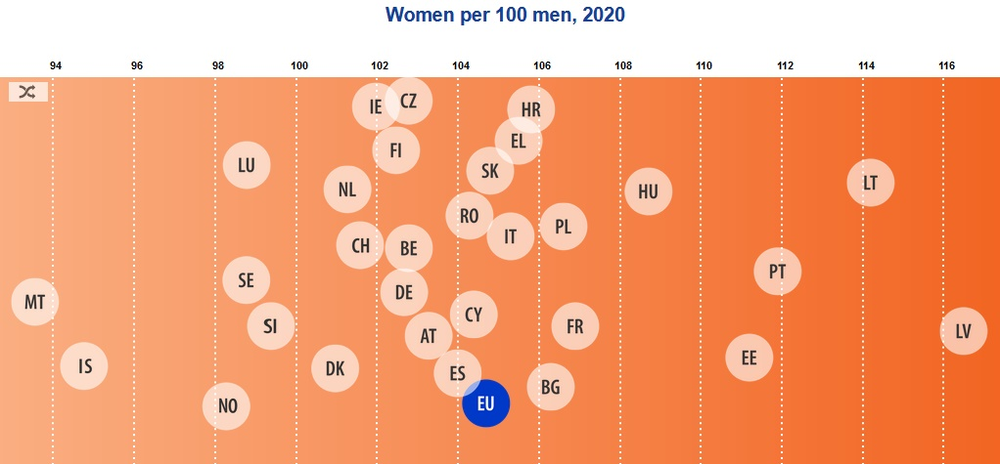 Women per 100 men, 2020
94 96 98 100 102 104 106 108 110 112 114 116
IE CZ HR
EL
FI
LU SK
NL HU LT
RO PL
IT
CH BE
PT
SE DE
MT CY
SI AT FR LV
EE
IS DK ES
BG
NO EU